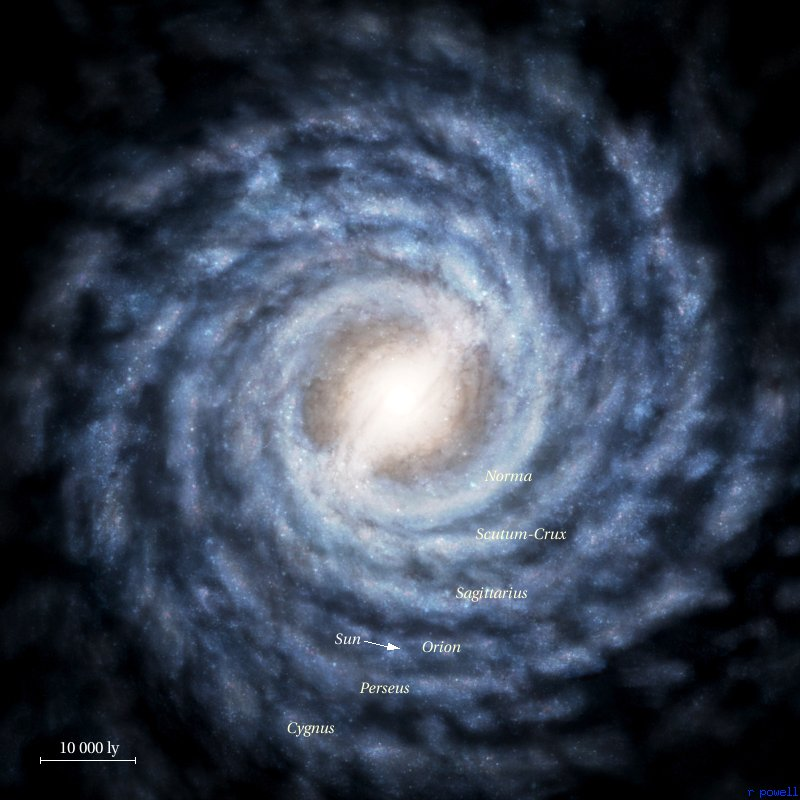 Norma
Scutum-Crux
Sagittarius
Sun
Orion
Perseus
Cygnus
10 000 ly
r powell